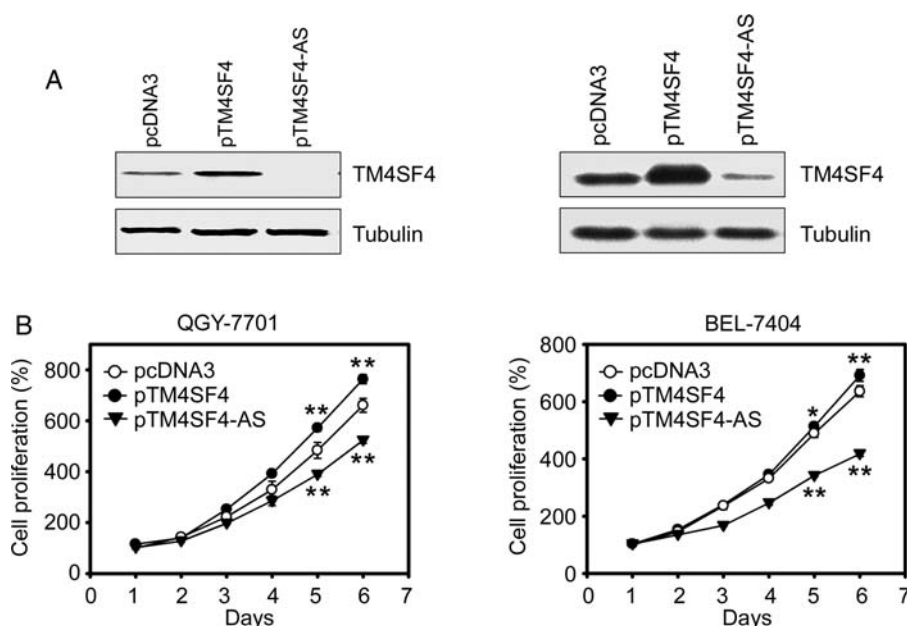 A
pcDNA3
pTM4SF4
pTM4SF4-AS
TM4SF4
Tubulin
pcDNA3
pTM4SF4
pTM4SF4-AS
TM4SF4
Tubulin
B
QGY-7701
Cell proliferation (%)
800
600
400
200
0
pcDNA3
pTM4SF4
pTM4SF4-AS
**
**
**
**
0 1 2 3 4 5 6 7
Days
BEL-7404
Cell proliferation (%)
800
600
400
200
0
pcDNA3
pTM4SF4
pTM4SF4-AS
**
*
**
**
0 1 2 3 4 5 6 7
Days